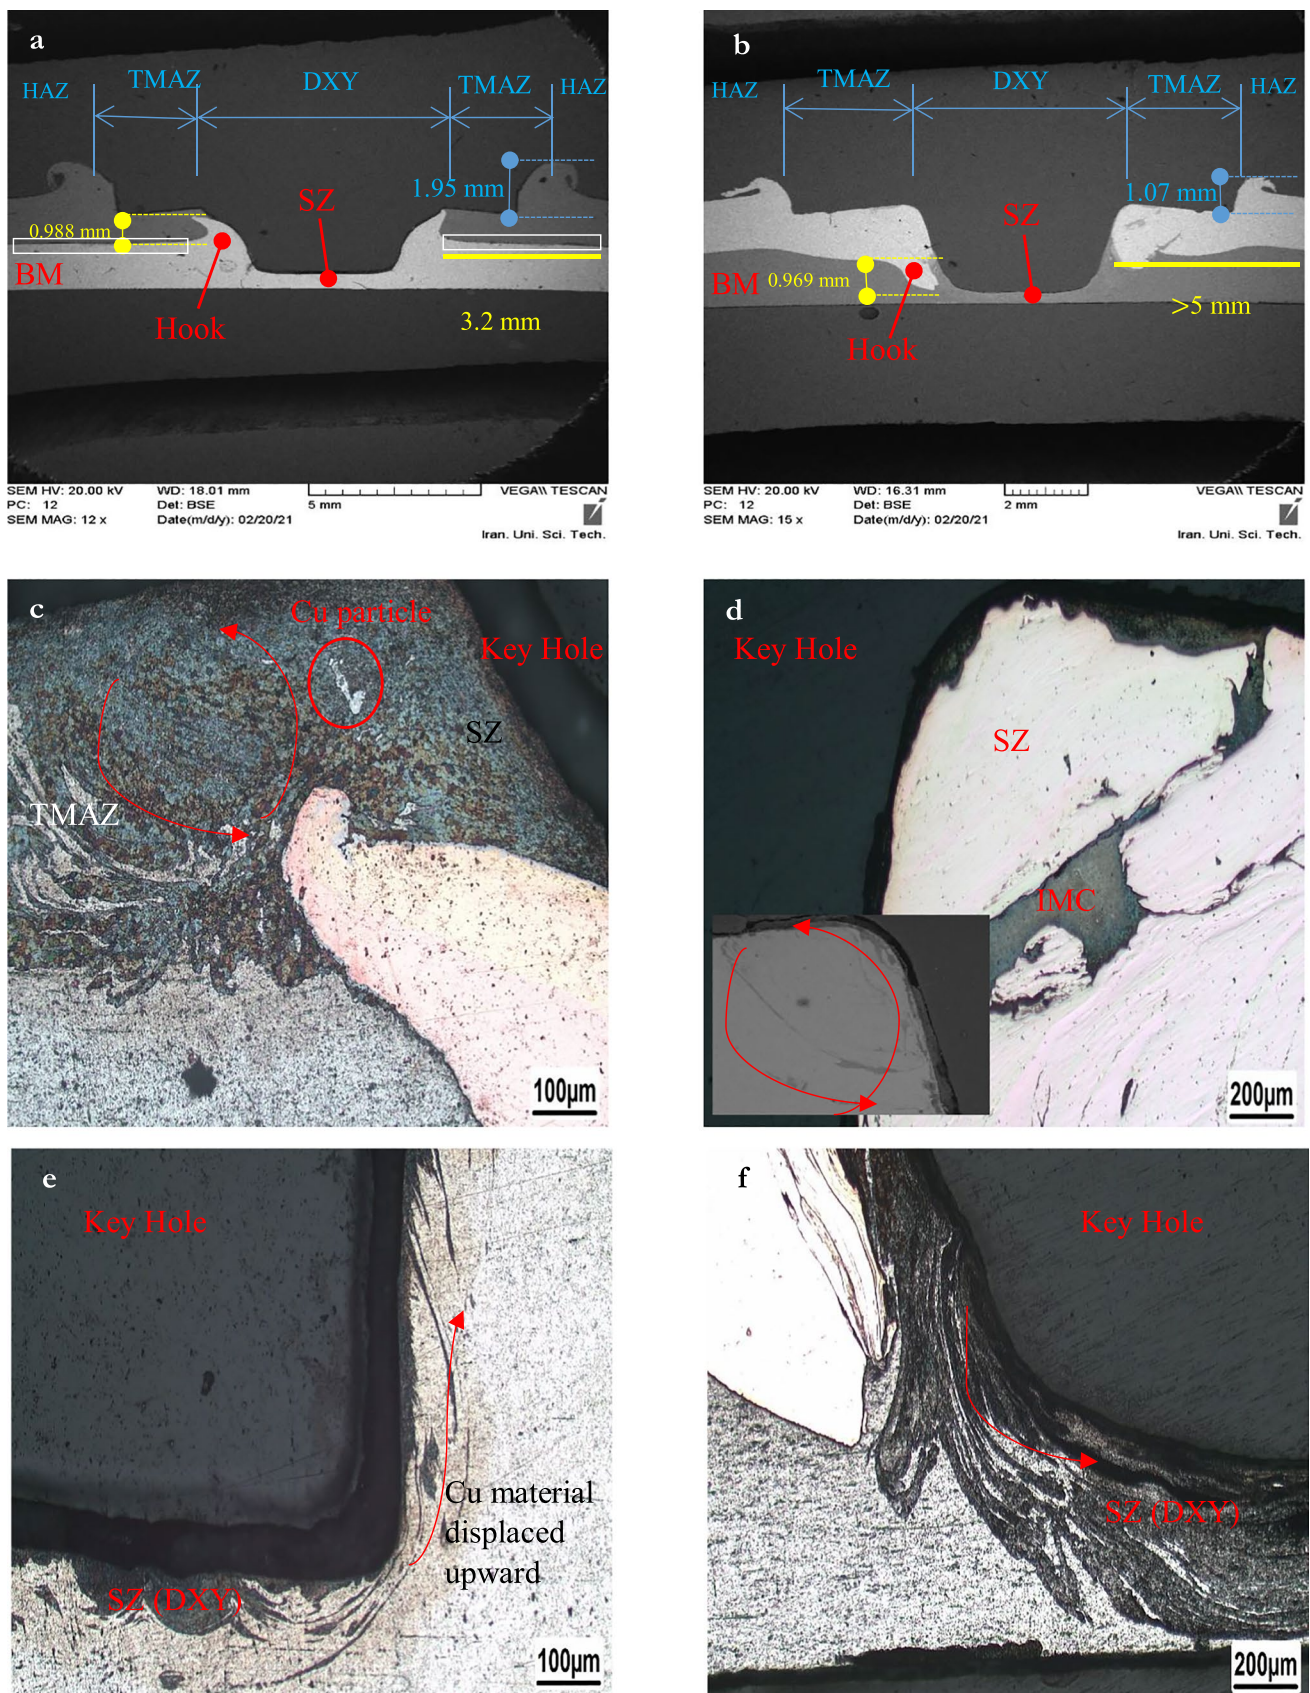 a
HAZ
TMAZ
DXY
TMAZ
HAZ
1.95 mm
SZ
0.988 mm
BM
Hook
3.2 mm
SEM HV: 20.00 kV
WD: 18.01 mm
VEGA\\ TESCAN
PC: 12
Det: BSE
5 mm
SEM MAG: 12 x
Date(m/d/y): 02/20/21
Iran. Uni. Sci. Tech.
b
HAZ
TMAZ
DXY
TMAZ
HAZ
1.07 mm
SZ
BM
0.969 mm
>5 mm
Hook
SEM HV: 20.00 kV
WD: 16.31 mm
VEGA\\ TESCAN
PC: 12
Det: BSE
2 mm
SEM MAG: 15 x
Date(m/d/y): 02/20/21
Iran. Uni. Sci. Tech.
c
Cu particle
Key Hole
SZ
TMAZ
100µm
d
Key Hole
SZ
IMC
200µm
e
Key Hole
Cu material
displaced
upward
SZ (DXY)
100µm
f
Key Hole
SZ (DXY)
200µm